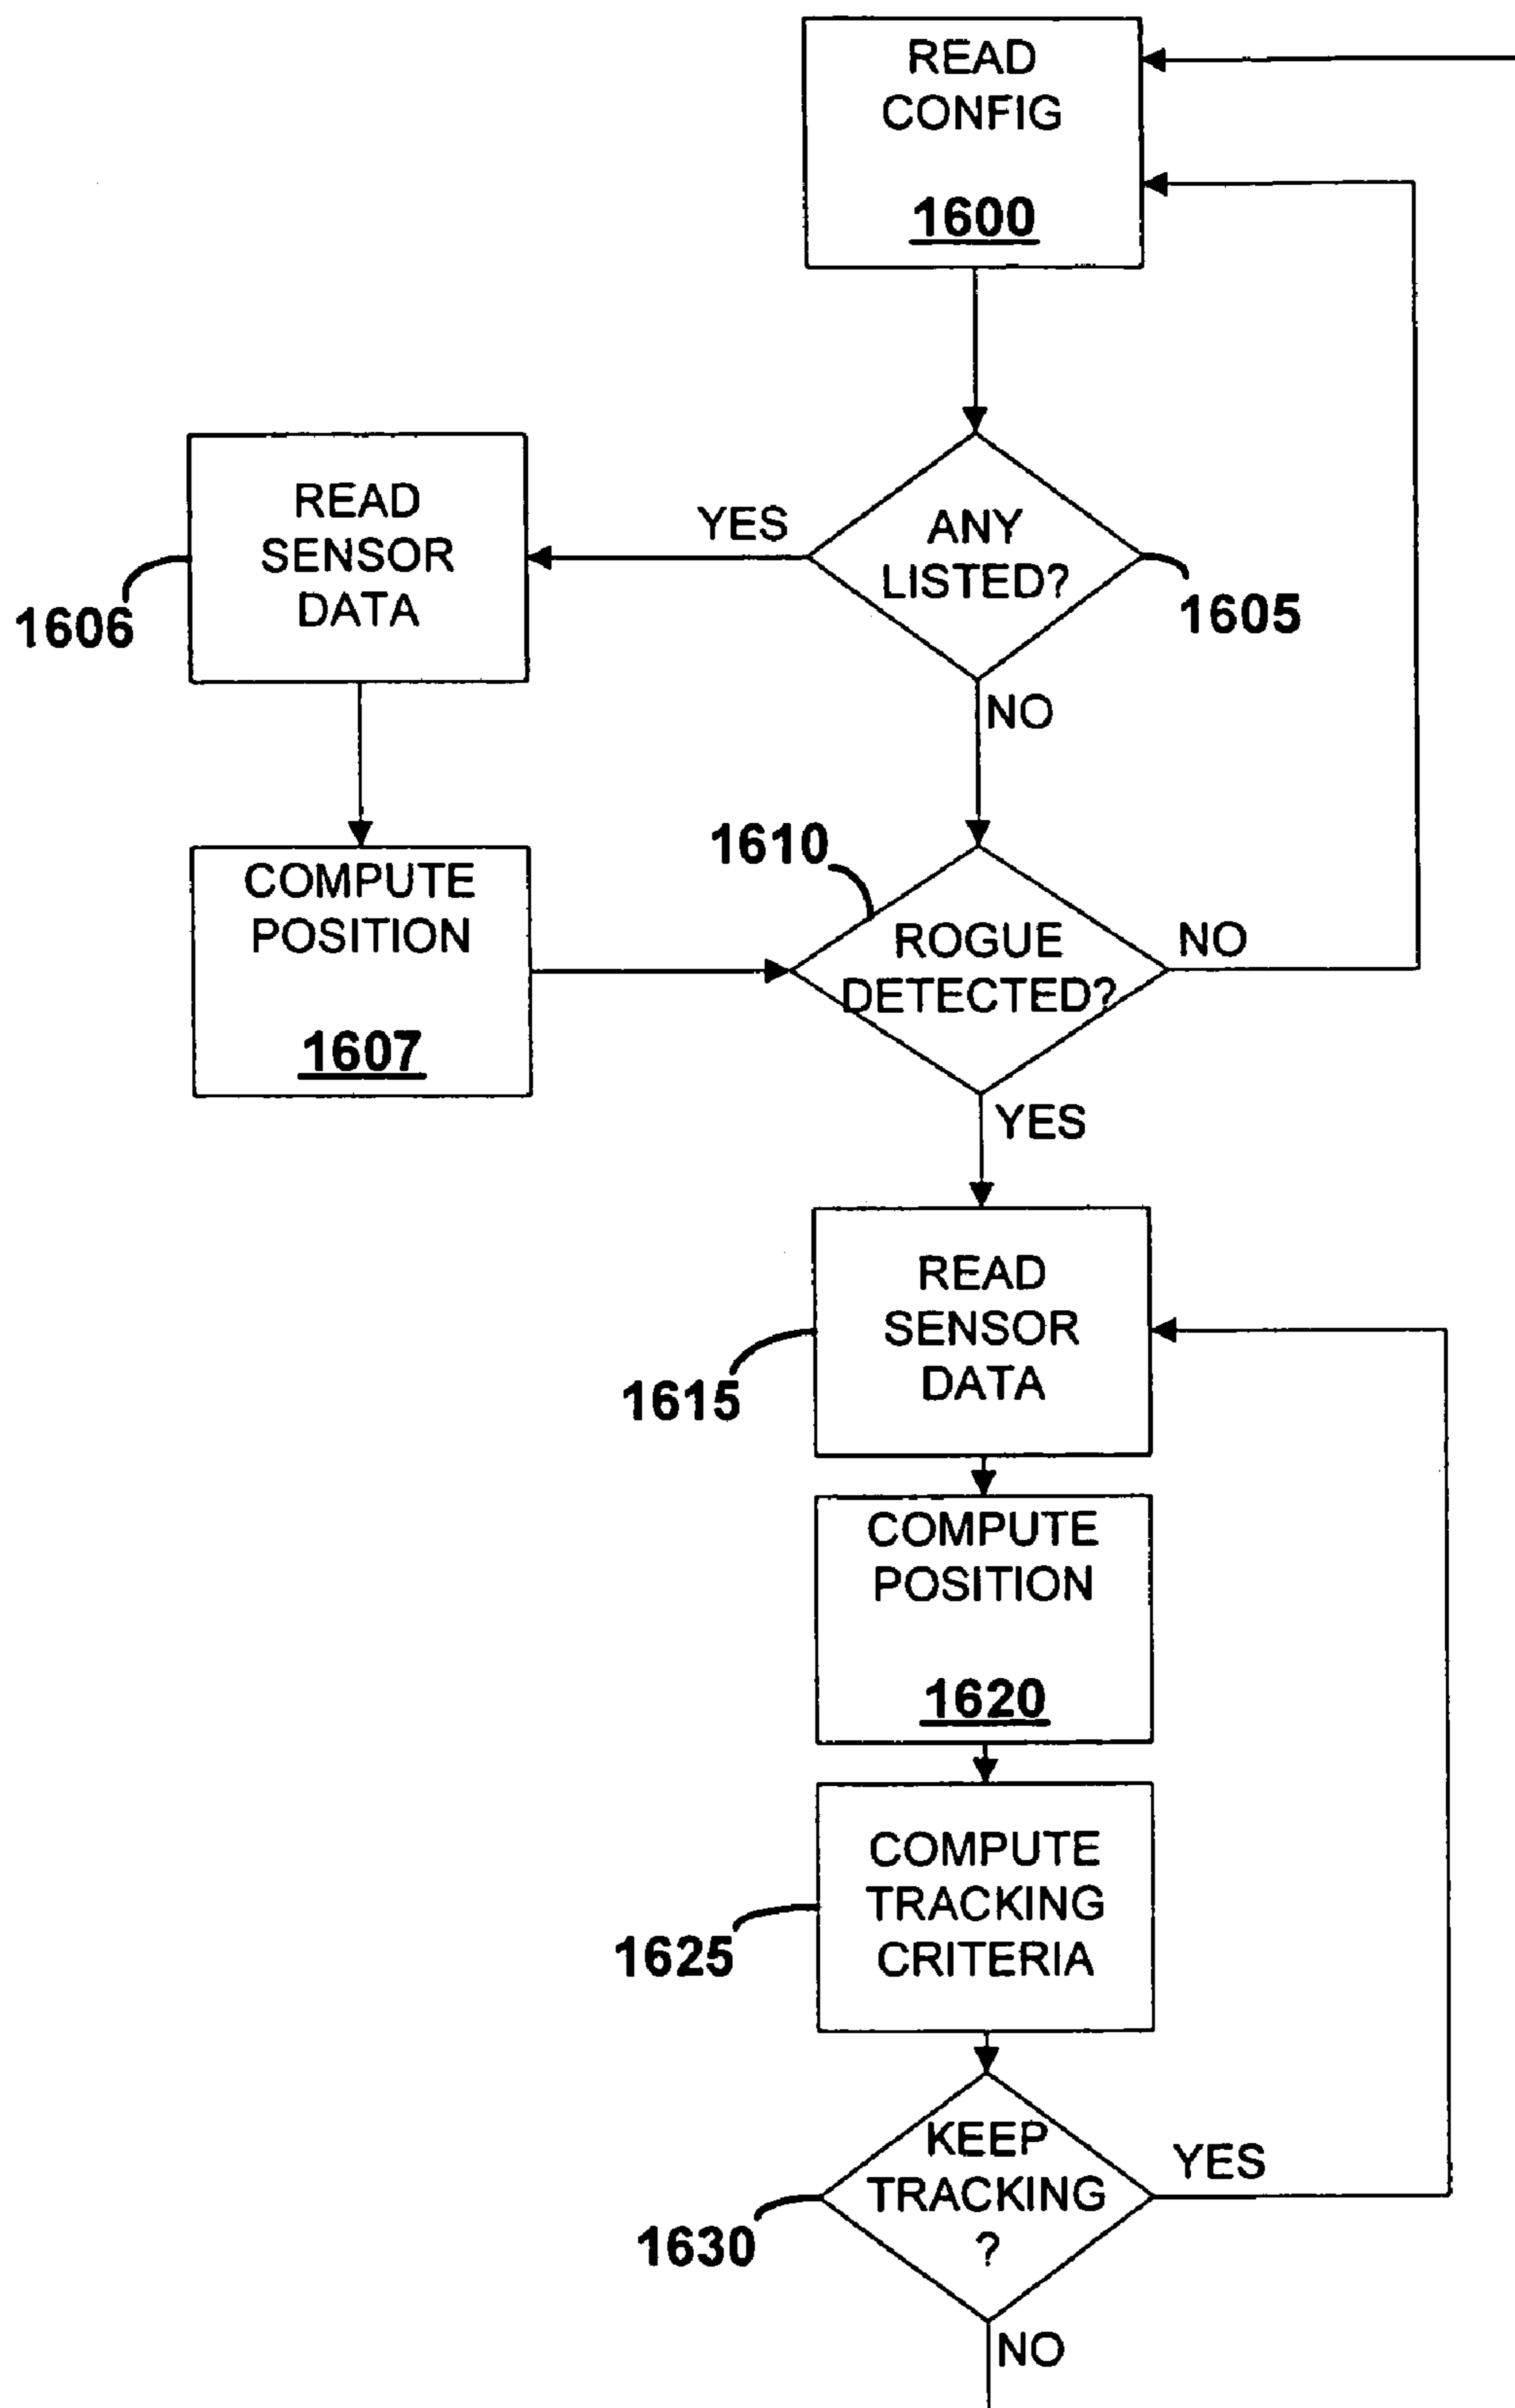 READ
CONFIG
1600
ANY
LISTED?
1605
YES
NO
READ
SENSOR
DATA
1606
COMPUTE
POSITION
1607
1610
ROGUE
DETECTED?
NO
YES
READ
SENSOR
DATA
1615
COMPUTE
POSITION
1620
COMPUTE
TRACKING
CRITERIA
1625
KEEP
TRACKING
?
YES
1630
NO